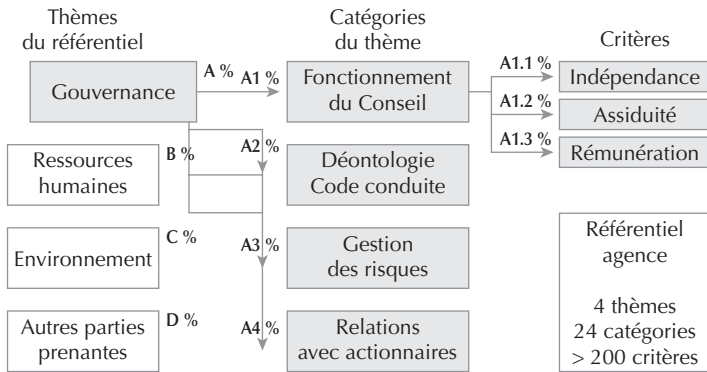 Thèmes
du référentiel
Catégories
du thème
Critères
Gouvernance
A %
A1 %
Fonctionnement
du Conseil
A1.1 %
Indépendance
A1.2 %
Assiduité
A1.3 %
Rémunération
Ressources
humaines
B %
A2 %
Déontologie
Code conduite
Environnement
C %
A3 %
Gestion
des risques
Autres parties
prenantes
D %
A4 %
Relations
avec actionnaires
Référentiel
agence
4 thèmes
24 catégories
> 200 critères